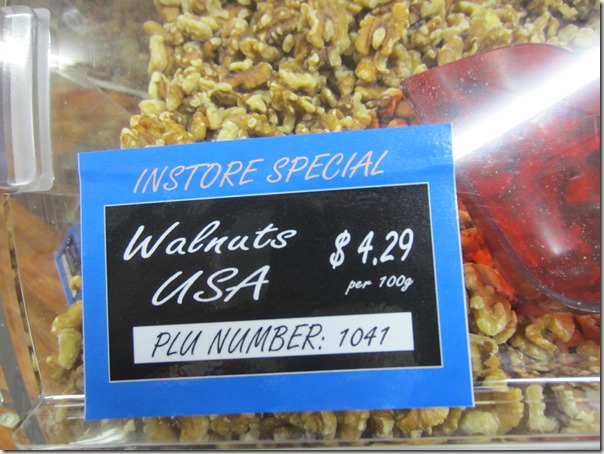 INSTORE SPECIAL
Walnuts
USA
$ 4.29
per 100g
PLU NUMBER: 1041